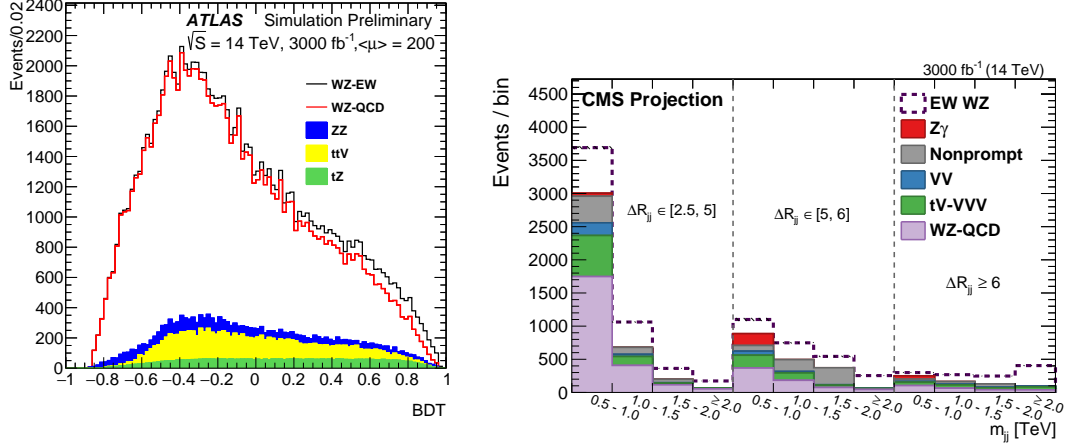 ATLAS Simulation Preliminary
√S = 14 TeV, 3000 fb⁻¹,<μ> = 200
WZ-EW
WZ-QCD
ZZ
ttV
tZ
Events/0.02
2400
2200
2000
1800
1600
1400
1200
1000
800
600
400
200
0
−1 −0.8 −0.6 −0.4 −0.2 0 0.2 0.4 0.6 0.8 1
BDT
3000 fb⁻¹ (14 TeV)
CMS Projection
EW WZ
Zγ
Nonprompt
VV
tV-VVV
WZ-QCD
ΔR_jj ∈ [2.5, 5]
ΔR_jj ∈ [5, 6]
ΔR_jj ≥ 6
Events / bin
4500
4000
3500
3000
2500
2000
1500
1000
500
0
0.5 - 1.0 1.0 - 1.5 1.5 - 2.0 ≥ 2.0 0.5 - 1.0 1.0 - 1.5 1.5 - 2.0 ≥ 2.0 0.5 - 1.0 1.0 - 1.5 1.5 - 2.0 ≥ 2.0
m_jj [TeV]